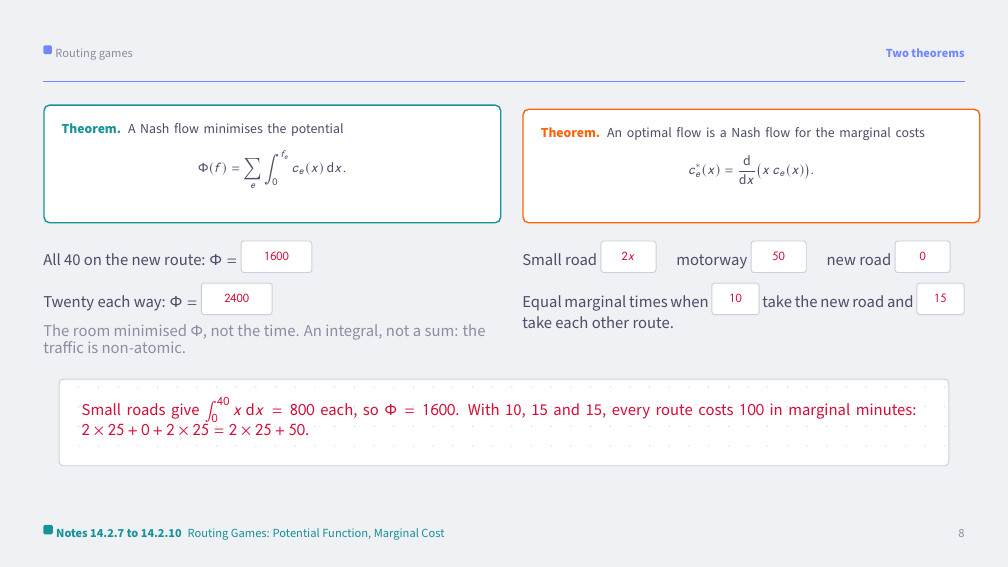 Routing games
Two theorems
Theorem. A Nash flow minimises the potential
Φ(f) = ∑_e ∫_0^{f_e} c_e(x) dx.
Theorem. An optimal flow is a Nash flow for the marginal costs
c*_e(x) = d/dx (x c_e(x)).
All 40 on the new route: Φ = 1600
Twenty each way: Φ = 2400
The room minimised Φ, not the time. An integral, not a sum: the
traffic is non-atomic.
Small road 2x motorway 50 new road 0
Equal marginal times when 10 take the new road and 15
take each other route.
Small roads give ∫_0^{40} x dx = 800 each, so Φ = 1600. With 10, 15 and 15, every route costs 100 in marginal minutes:
2 × 25 + 0 + 2 × 25 = 2 × 25 + 50.
Notes 14.2.7 to 14.2.10 Routing Games: Potential Function, Marginal Cost
8